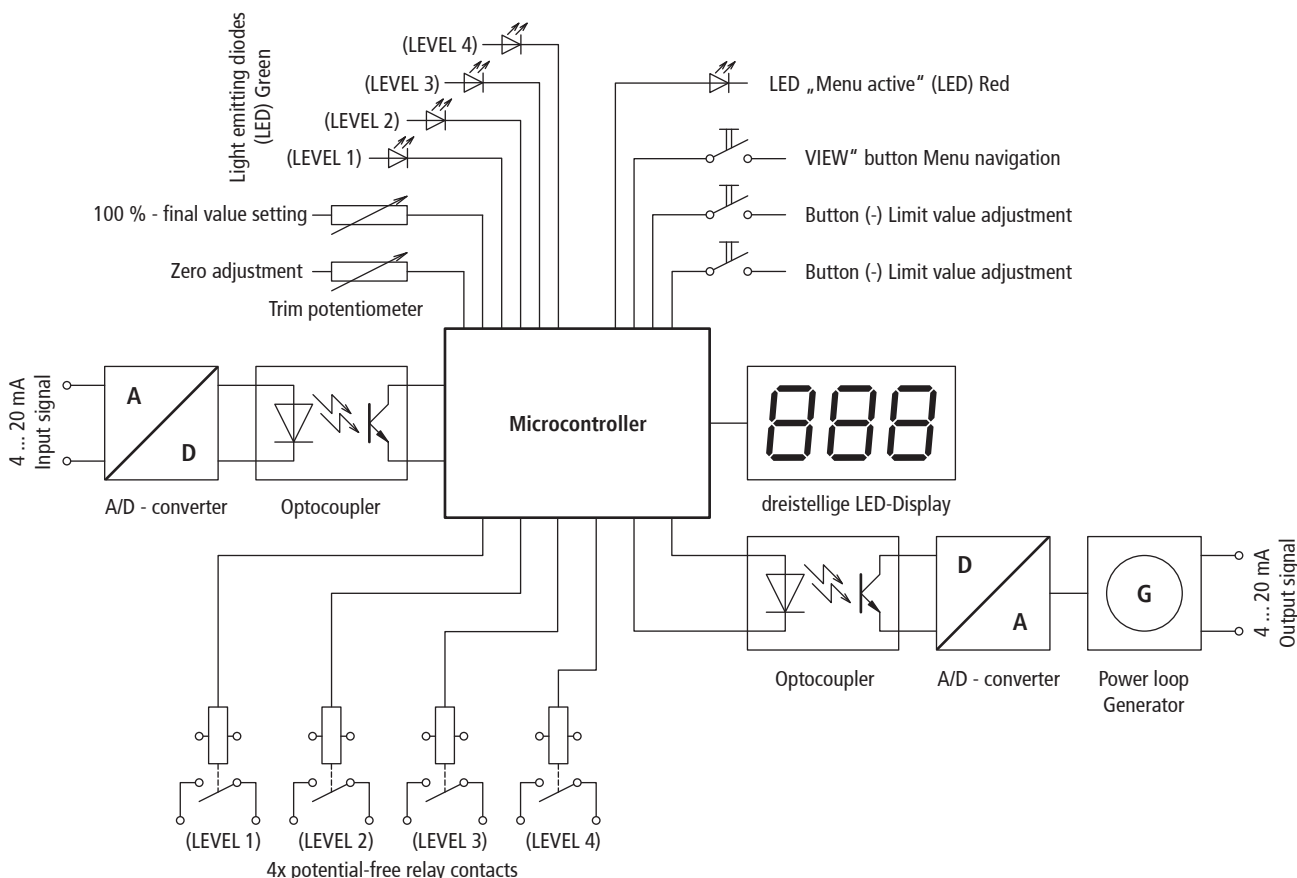 Light emitting diodes
(LED) Green
(LEVEL 4)
(LEVEL 3)
(LEVEL 2)
(LEVEL 1)
100 % - final value setting
Zero adjustment
Trim potentiometer
LED „Menu active“ (LED) Red
VIEW“ button Menu navigation
Button (-) Limit value adjustment
Button (-) Limit value adjustment
4 ... 20 mA
Input signal
A
D
A/D - converter
Optocoupler
Microcontroller
888
dreistellige LED-Display
Optocoupler
D
A
A/D - converter
G
Power loop
Generator
4 ... 20 mA
Output signal
(LEVEL 1)
(LEVEL 2)
(LEVEL 3)
(LEVEL 4)
4x potential-free relay contacts